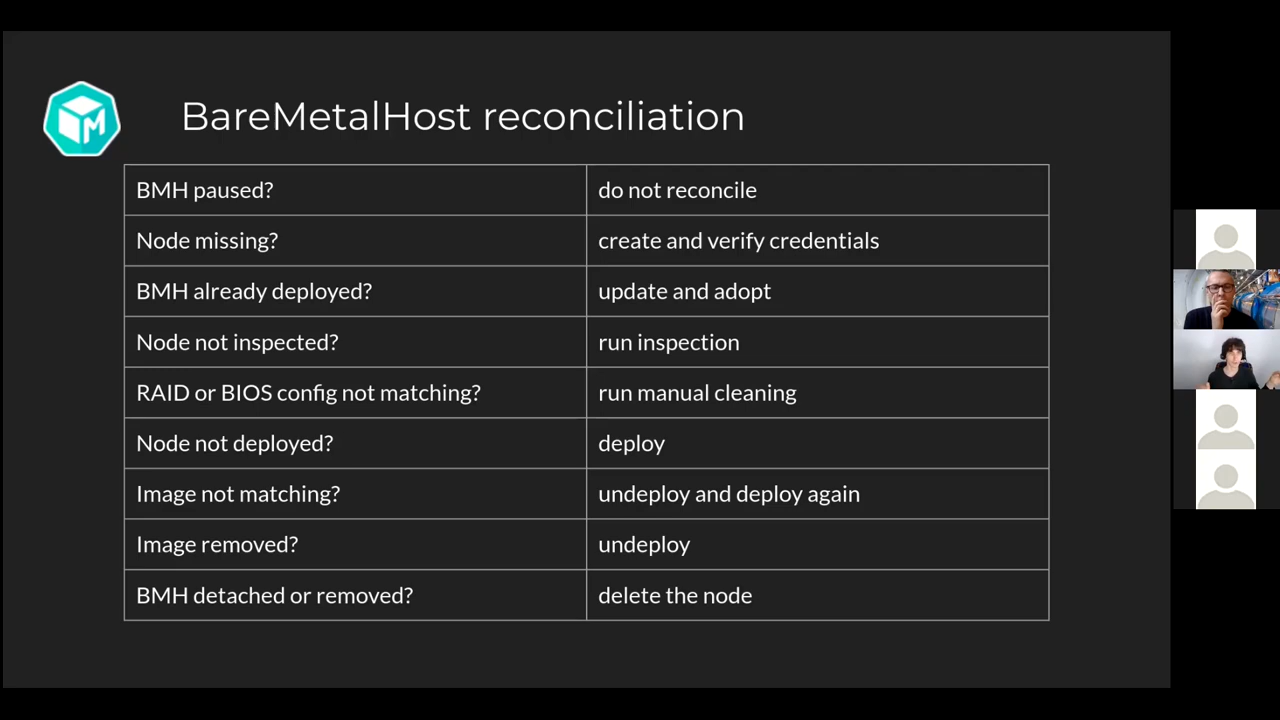 BareMetalHost reconciliation
BMH paused? do not reconcile
Node missing? create and verify credentials
BMH already deployed? update and adopt
Node not inspected? run inspection
RAID or BIOS config not matching? run manual cleaning
Node not deployed? deploy
Image not matching? undeploy and deploy again
Image removed? undeploy
BMH detached or removed? delete the node
M